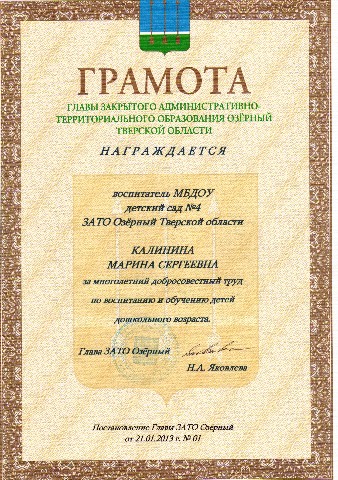 ГРАМОТА
ГЛАВЫ ЗАКРЫТОГО АДМИНИСТРАТИВНО-
ТЕРРИТОРИАЛЬНОГО ОБРАЗОВАНИЯ ОЗЁРНЫЙ
ТВЕРСКОЙ ОБЛАСТИ
НАГРАЖДАЕТСЯ
воспитатель МБДОУ
детский сад №4
ЗАТО Озёрный Тверской области
КАЛИНИНА
МАРИНА СЕРГЕЕВНА
за многолетний добросовестный труд
по воспитанию и обучению детей
дошкольного возраста.
Глава ЗАТО Озёрный
Н.А. Яковлева
Постановление Главы ЗАТО Озёрный
от 21.01.2013 г. № 01